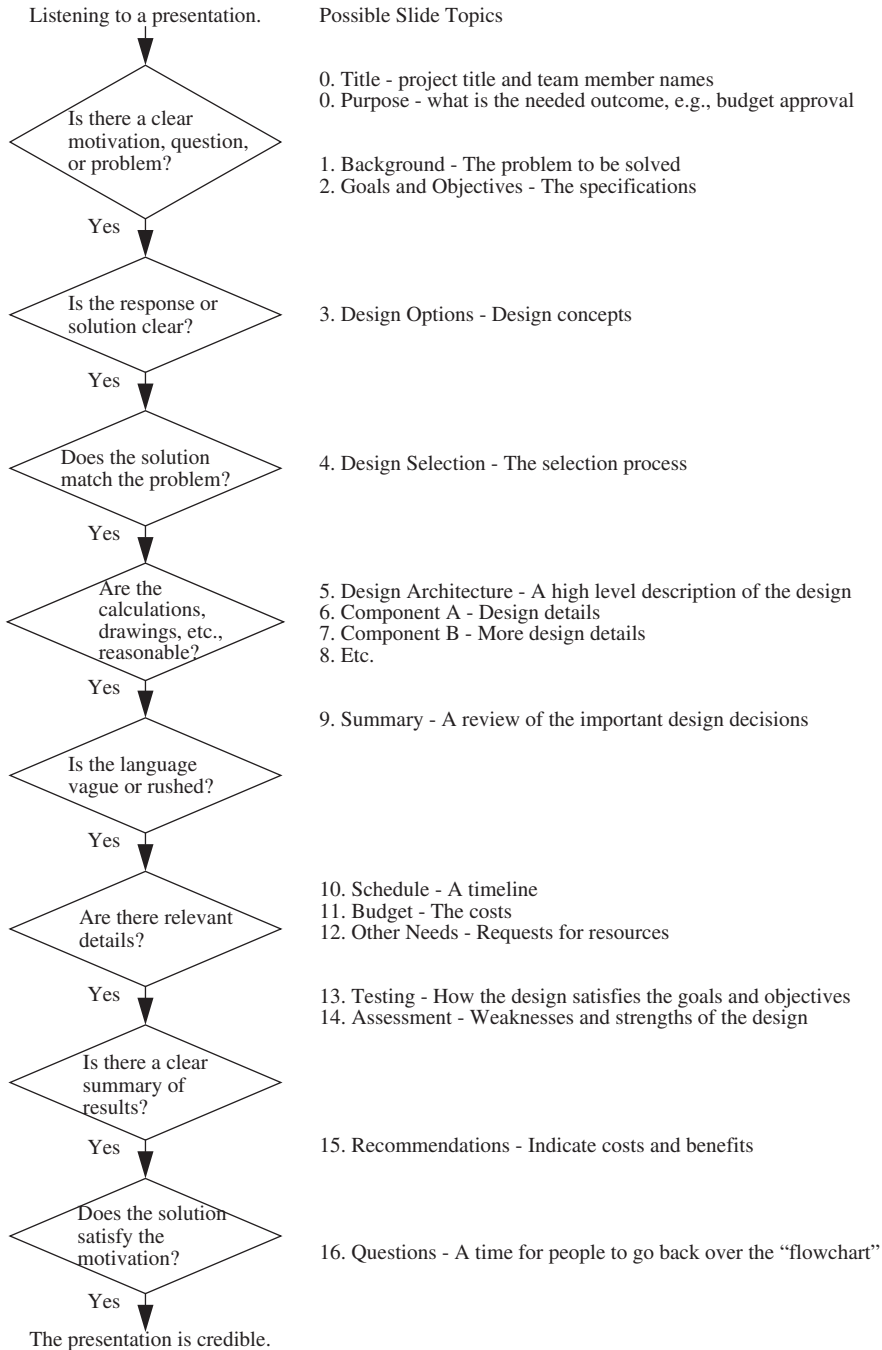 Listening to a presentation.
Possible Slide Topics
0. Title - project title and team member names
0. Purpose - what is the needed outcome, e.g., budget approval
Is there a clear
motivation, question,
or problem?
1. Background - The problem to be solved
2. Goals and Objectives - The specifications
Yes
Is the response or
solution clear?
3. Design Options - Design concepts
Yes
Does the solution
match the problem?
4. Design Selection - The selection process
Yes
Are the
calculations,
drawings, etc.,
reasonable?
5. Design Architecture - A high level description of the design
6. Component A - Design details
7. Component B - More design details
8. Etc.
Yes
9. Summary - A review of the important design decisions
Is the language
vague or rushed?
Yes
Are there relevant
details?
10. Schedule - A timeline
11. Budget - The costs
12. Other Needs - Requests for resources
Yes
13. Testing - How the design satisfies the goals and objectives
14. Assessment - Weaknesses and strengths of the design
Is there a clear
summary of
results?
Yes
15. Recommendations - Indicate costs and benefits
Does the solution
satisfy the
motivation?
16. Questions - A time for people to go back over the “flowchart”
Yes
The presentation is credible.